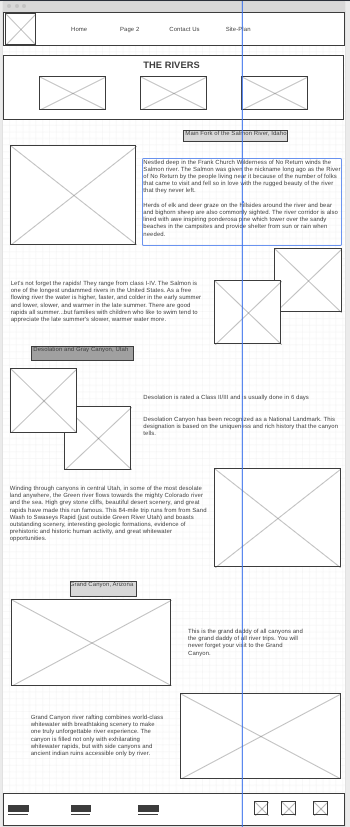 Home Page 2 Contact Us Site-Plan
THE RIVERS
Main Fork of the Salmon River, Idaho
Nestled deep in the Frank Church Wilderness of No Return winds the
Salmon river. The Salmon was given the nickname long ago as the River
of No Return by the people living near it because of the number of folks
that came to visit and fell so in love with the rugged beauty of the river
that they never left.
Herds of elk and deer graze on the hillsides around the river and bear
and bighorn sheep are also commonly sighted. The river corridor is also
lined with awe inspiring ponderosa pine which tower over the sandy
beaches in the camputes and provide shelter from sun or rain when
needed.
Let's not forget the rapids! They range from class I-IV. The Salmon is
one of the longest undammed rivers in the United States. As a free
flowing river the water is higher, faster, and colder in the early summer
and lower, slower, and warmer in the late summer. There are good
rapids all summer...but families with children who like to swim tend to
appreciate the late summer's slower, warmer water more.
Desolation and Gray Canyon, Utah
Desolation is rated a Class II/III and is usually done in 6 days
Desolation Canyon has been recognized as a National Landmark. This
designation is based on the uniqueness and rich history that the canyon
tells.
Winding through canyons in central Utah, in some of the most desolate
land anywhere, the Green river flows towards the mighty Colorado river
and the sea. High grey stone cliffs, beautiful desert scenery, and great
rapids have made this run famous. This 84-mile trip runs from from Sand
Wash to Swaseys Rapid (just outside Green River Utah) and boasts
outstanding scenery, interesting geologic formations, evidence of
prehistoric and historic human activity, and great whitewater
opportunities.
Grand Canyon, Arizona
This is the grand daddy of all canyons and
the grand daddy of all river trips. You will
never forget your visit to the Grand
Canyon.
Grand Canyon river rafting combines world-class
whitewater with breathtaking scenery to make
one truly unforgettable river experience. The
canyon is filled not only with exhilarating
whitewater rapids, but with side canyons and
ancient pictographs accessible only by river.